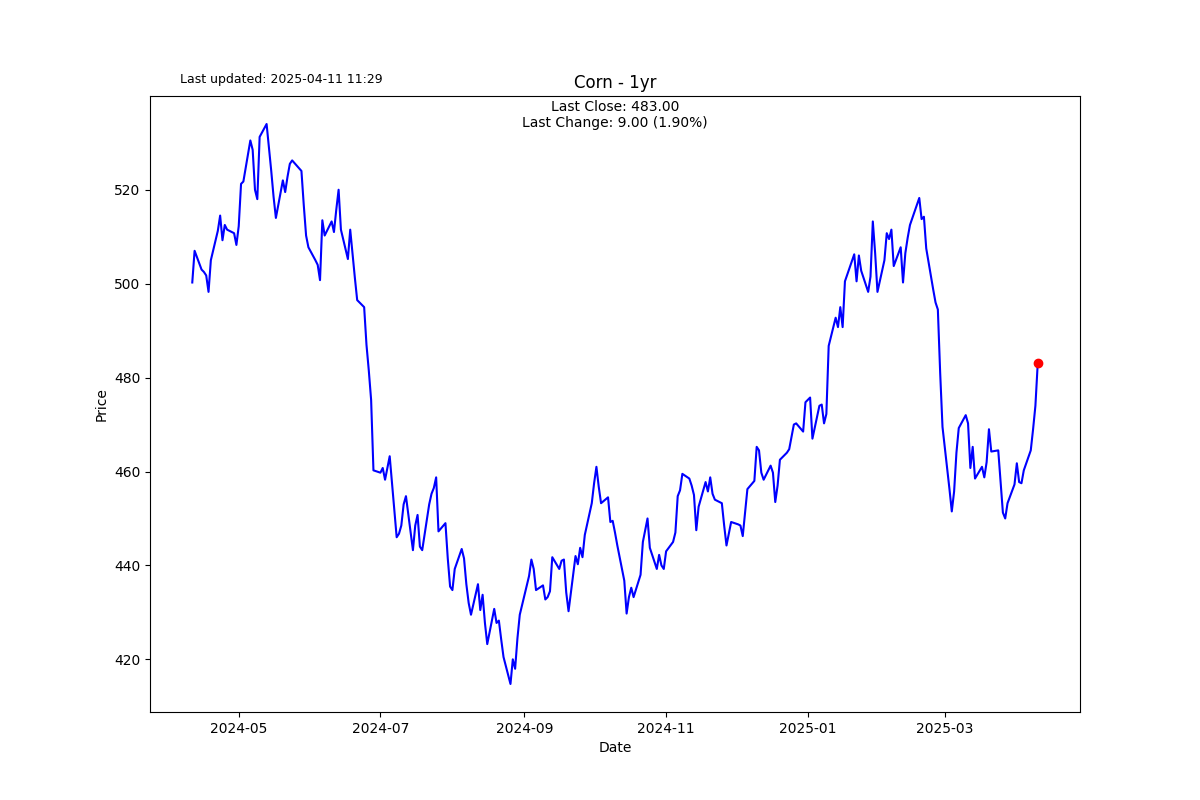 Last updated: 2025-04-11 11:29
Corn - 1yr
Last Close: 483.00
Last Change: 9.00 (1.90%)
Price
520
500
480
460
440
420
2024-05
2024-07
2024-09
2024-11
2025-01
2025-03
Date